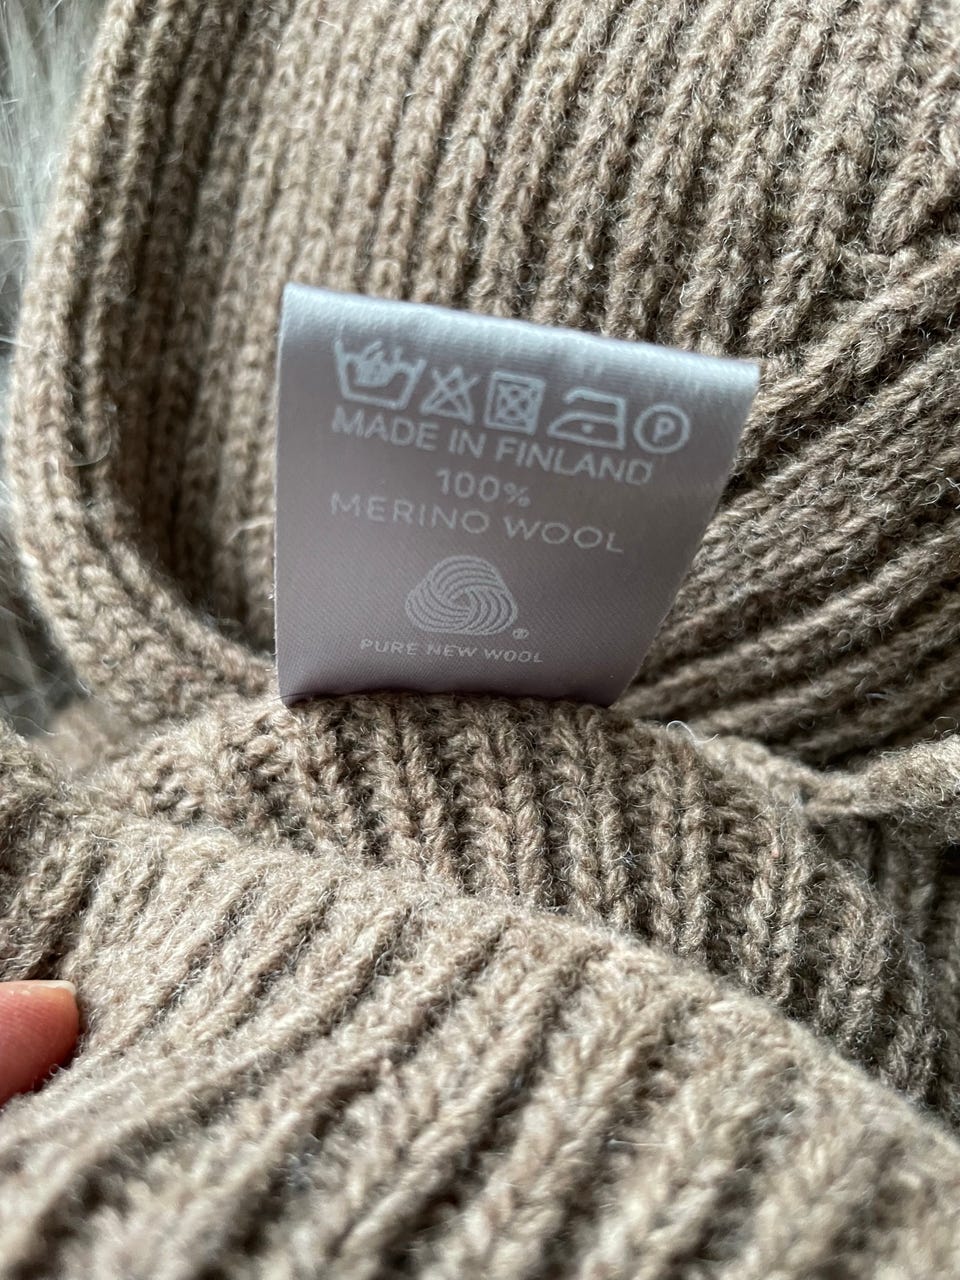 P
MADE IN FINLAND
100%
MERINO WOOL
®
PURE NEW WOOL